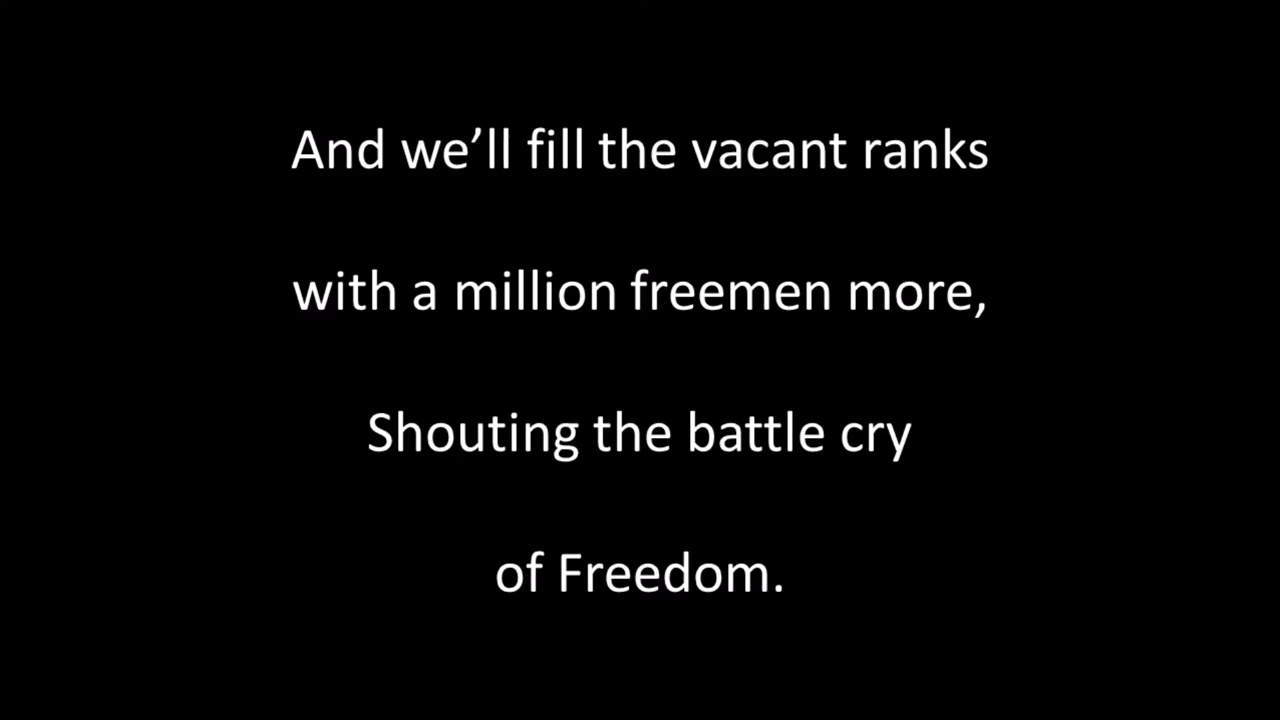 And we’ll fill the vacant ranks
with a million freemen more,
Shouting the battle cry
of Freedom.